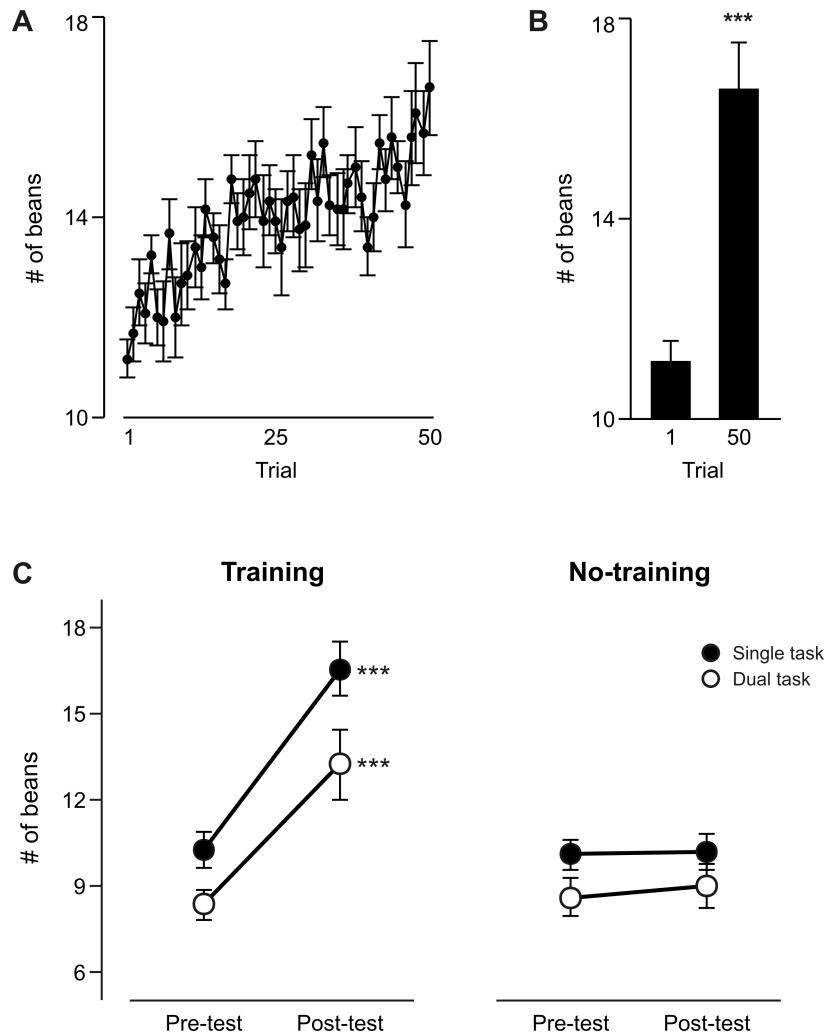 A
18
14
10
# of beans
1 25 50
Trial
B
18
14
10
# of beans
***
1 50
Trial
C
Training
No-training
18
15
12
9
6
# of beans
***
***
Single task
Dual task
Pre-test Post-test
Pre-test Post-test